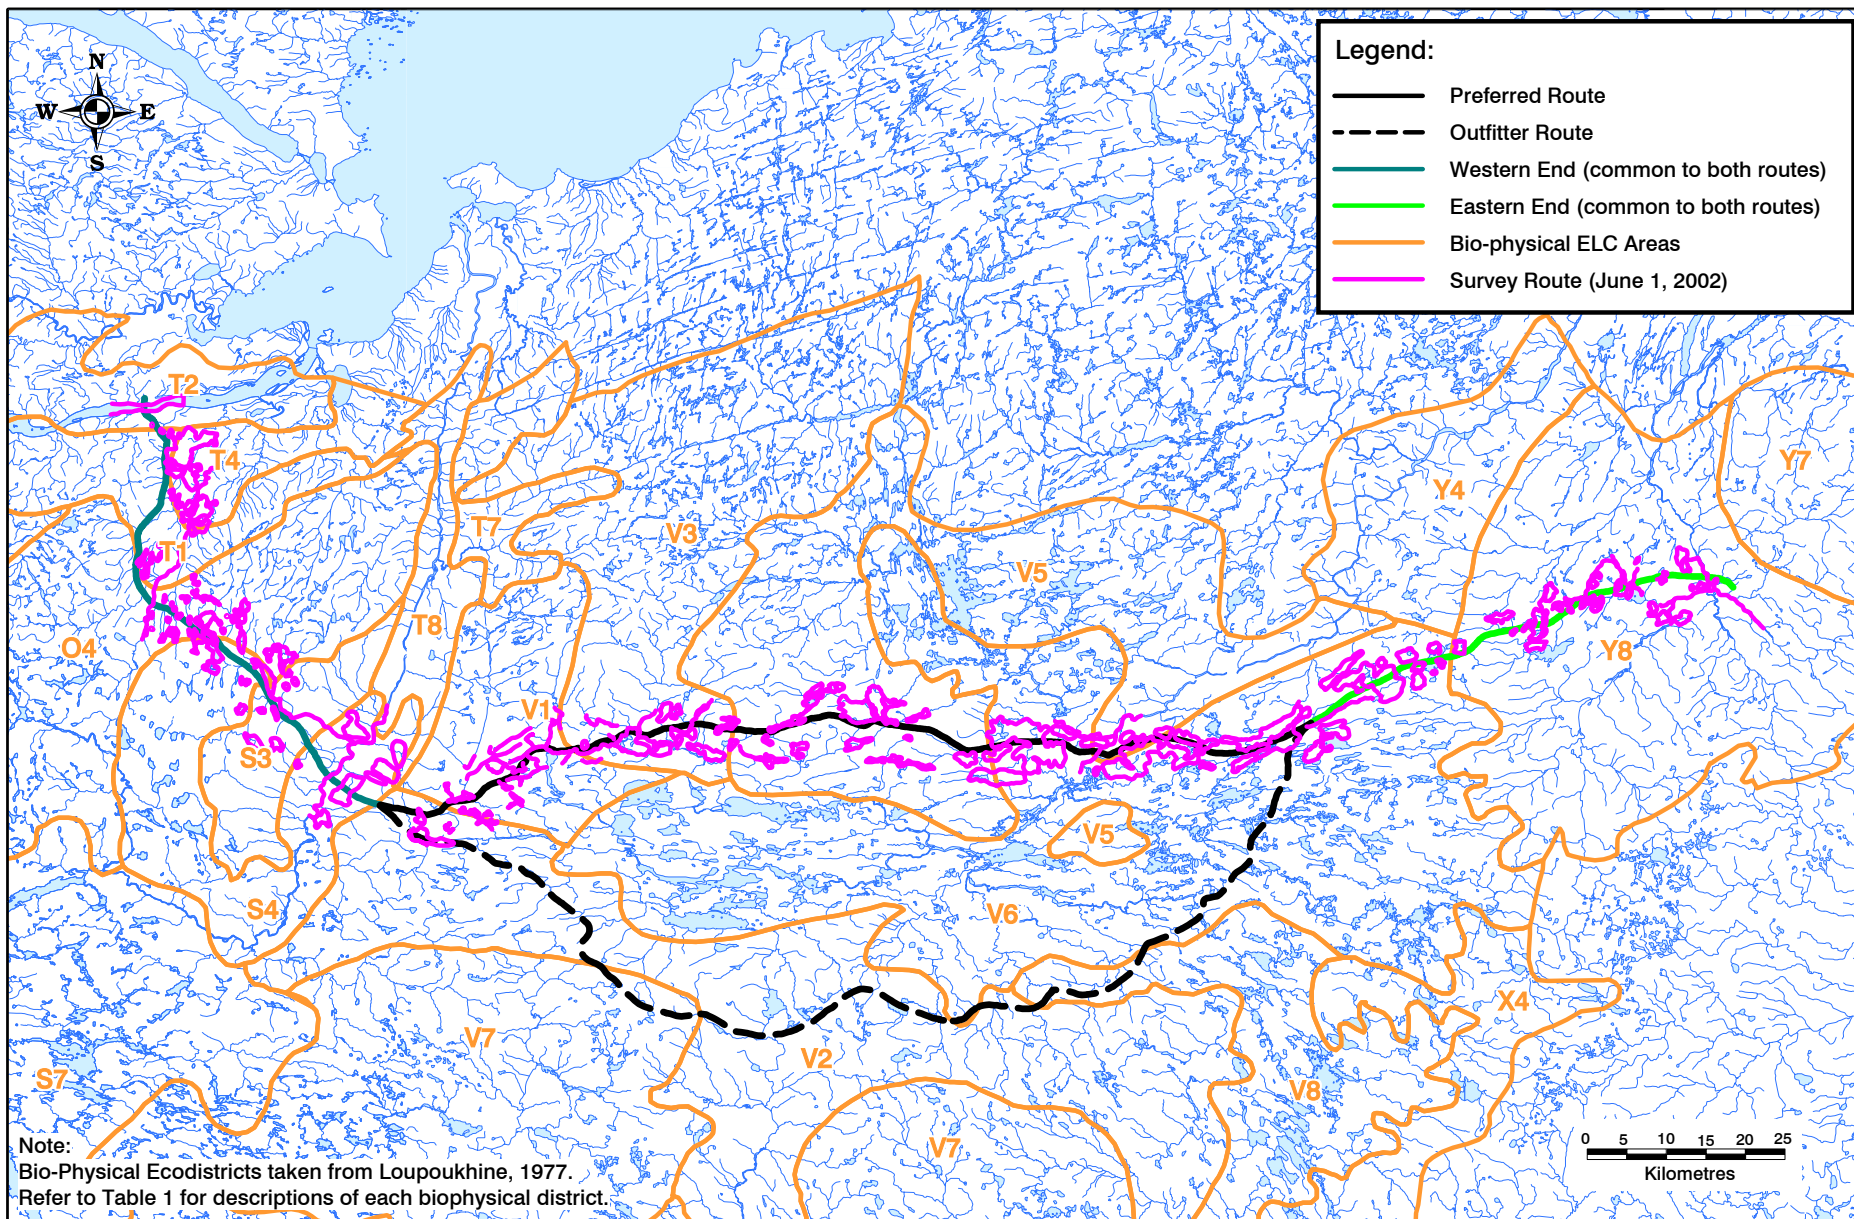 Legend:
Preferred Route
Outfitter Route
Western End (common to both routes)
Eastern End (common to both routes)
Bio-physical ELC Areas
Survey Route (June 1, 2002)
N
W E
S
T2
T4
T1
O4
T7
T8
V3
V5
Y4
Y7
Y8
V1
S3
V5
S4
V6
X4
V7
V2
V8
S7
V7
0 5 10 15 20 25
Kilometres
Note:
Bio-Physical Ecodistricts taken from Loupoukhine, 1977.
Refer to Table 1 for descriptions of each biophysical district.